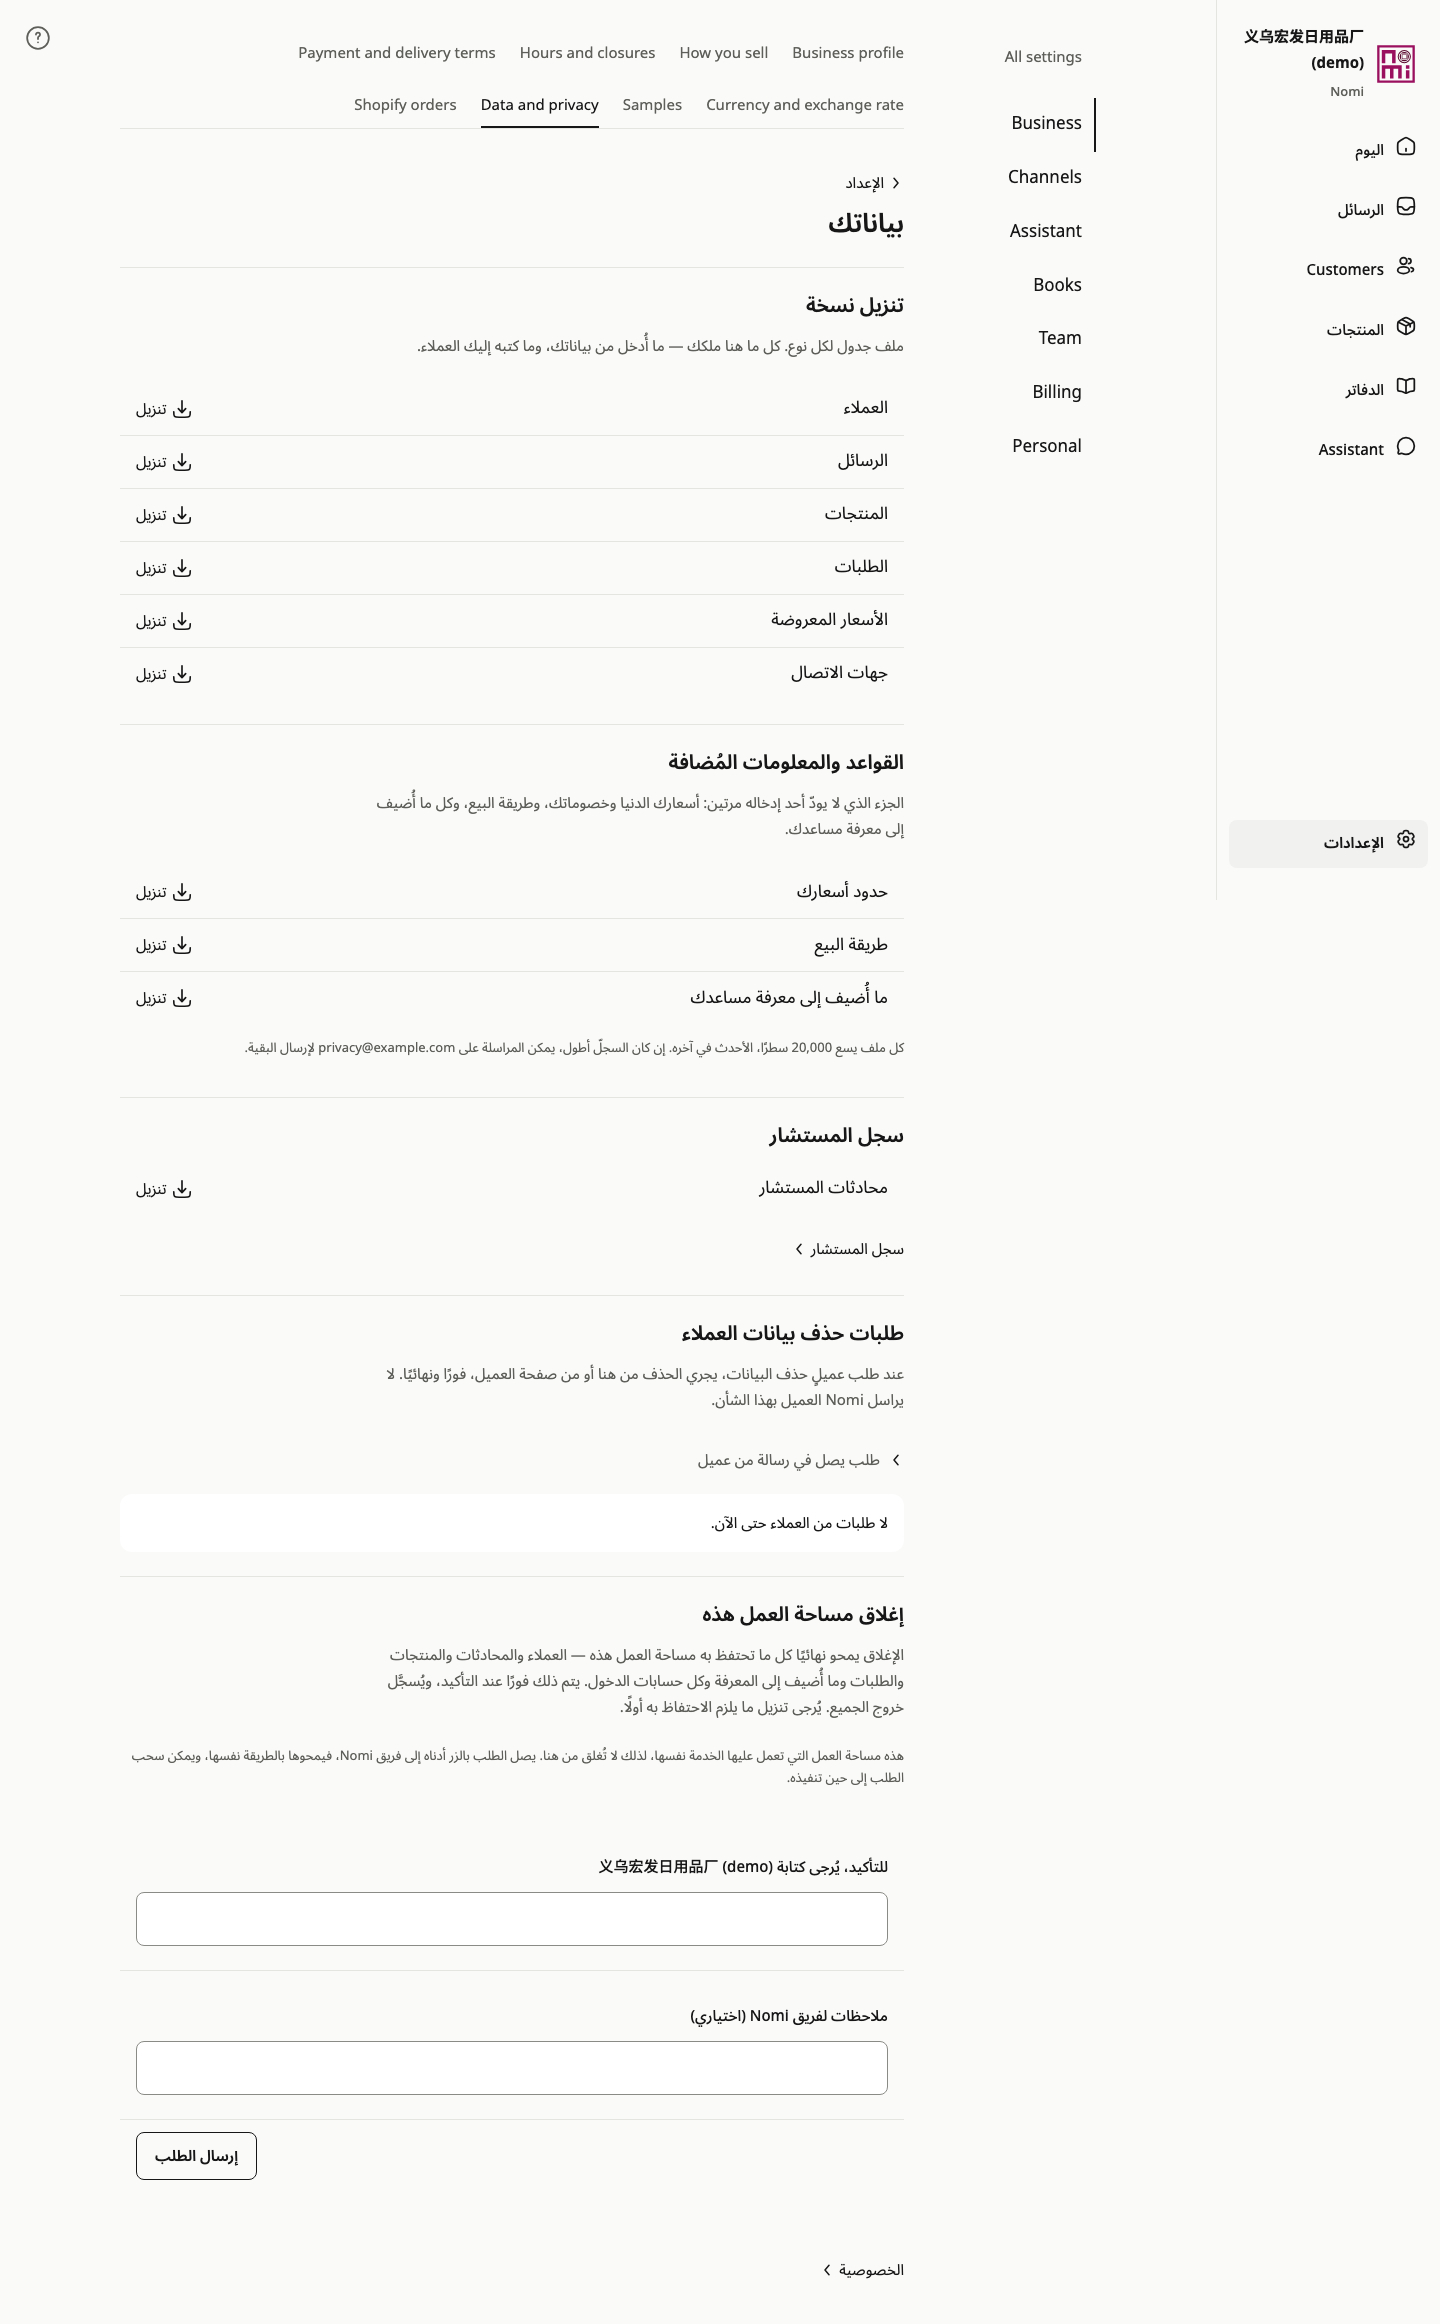 义乌宏发日用品厂
(demo)
Nomi
اليوم
الرسائل
Customers
المنتجات
الدفاتر
Assistant
الإعدادات
All settings
Business
Channels
Assistant
Books
Team
Billing
Personal
Business profile How you sell Hours and closures Payment and delivery terms
Currency and exchange rate Samples Data and privacy Shopify orders
الإعداد
بياناتك
تنزيل نسخة
ملف جدول لكل نوع. كل ما هنا ملكك — ما أُدخل من بياناتك، وما كتبه إليك العملاء.
العملاء تنزيل
الرسائل تنزيل
المنتجات تنزيل
الطلبات تنزيل
الأسعار المعروضة تنزيل
جهات الاتصال تنزيل
القواعد والمعلومات المُضافة
الجزء الذي لا يودّ أحد إدخاله مرتين: أسعارك الدنيا وخصوماتك، وطريقة البيع، وكل ما أُضيف
إلى معرفة مساعدك.
حدود أسعارك تنزيل
طريقة البيع تنزيل
ما أُضيف إلى معرفة مساعدك تنزيل
كل ملف يسع 20,000 سطرًا، الأحدث في آخره. إن كان السجلّ أطول، يمكن المراسلة على privacy@example.com لإرسال البقية.
سجل المستشار
محادثات المستشار تنزيل
سجل المستشار
طلبات حذف بيانات العملاء
عند طلب عميلٍ حذف البيانات، يجري الحذف من هنا أو من صفحة العميل، فورًا ونهائيًا. لا
يراسل Nomi العميل بهذا الشأن.
طلب يصل في رسالة من عميل
لا طلبات من العملاء حتى الآن.
إغلاق مساحة العمل هذه
الإغلاق يمحو نهائيًا كل ما تحتفظ به مساحة العمل هذه — العملاء والمحادثات والمنتجات
والطلبات وما أُضيف إلى المعرفة وكل حسابات الدخول. يتم ذلك فورًا عند التأكيد، ويُسجَّل
خروج الجميع. يُرجى تنزيل ما يلزم الاحتفاظ به أولًا.
هذه مساحة العمل التي تعمل عليها الخدمة نفسها، لذلك لا تُغلق من هنا. يصل الطلب بالزر أدناه إلى فريق Nomi، فيمحوها بالطريقة نفسها، ويمكن سحب
الطلب إلى حين تنفيذه.
للتأكيد، يُرجى كتابة 义乌宏发日用品厂 (demo)
ملاحظات لفريق Nomi (اختياري)
إرسال الطلب
الخصوصية